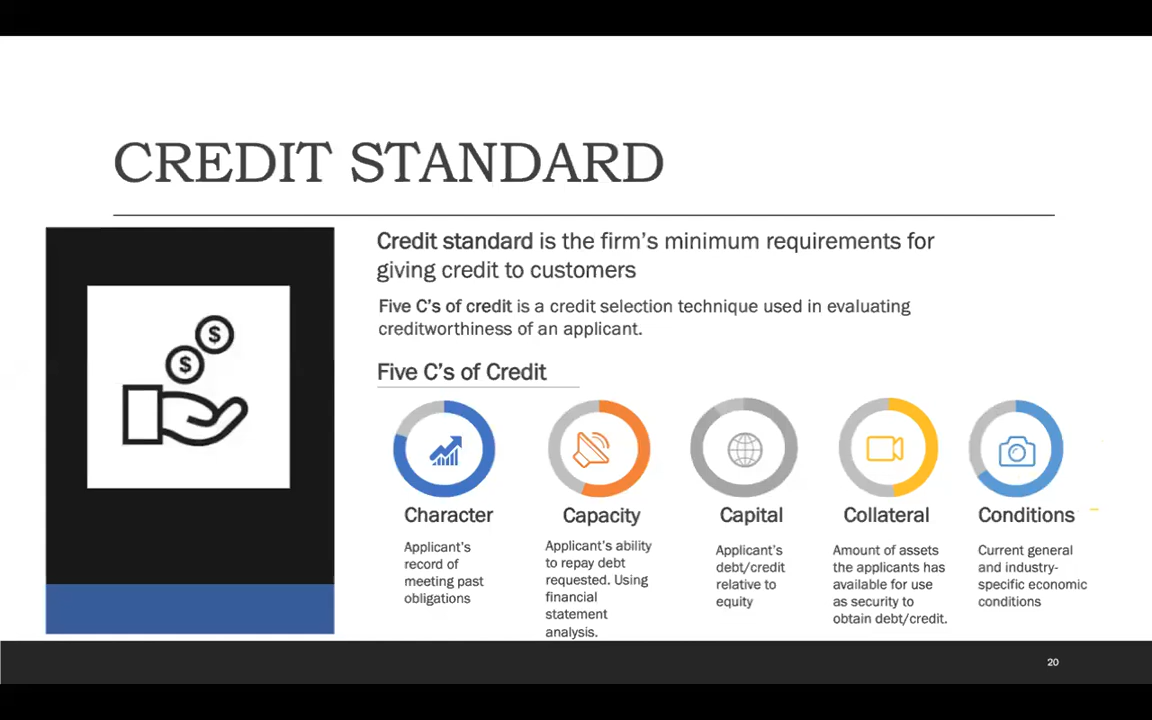 CREDIT STANDARD
Credit standard is the firm's minimum requirements for
giving credit to customers
Five C's of credit is a credit selection technique used in evaluating
creditworthiness of an applicant.
Five C's of Credit
$
$
Character
Applicant's
record of
meeting past
obligations
Capacity
Applicant's ability
to repay debt
requested. Using
financial
statement
analysis.
Capital
Applicant's
debt/credit
relative to
equity
Collateral
Amount of assets
the applicants has
available for use
as security to
obtain debt/credit.
Conditions
Current general
and industry-
specific economic
conditions
20